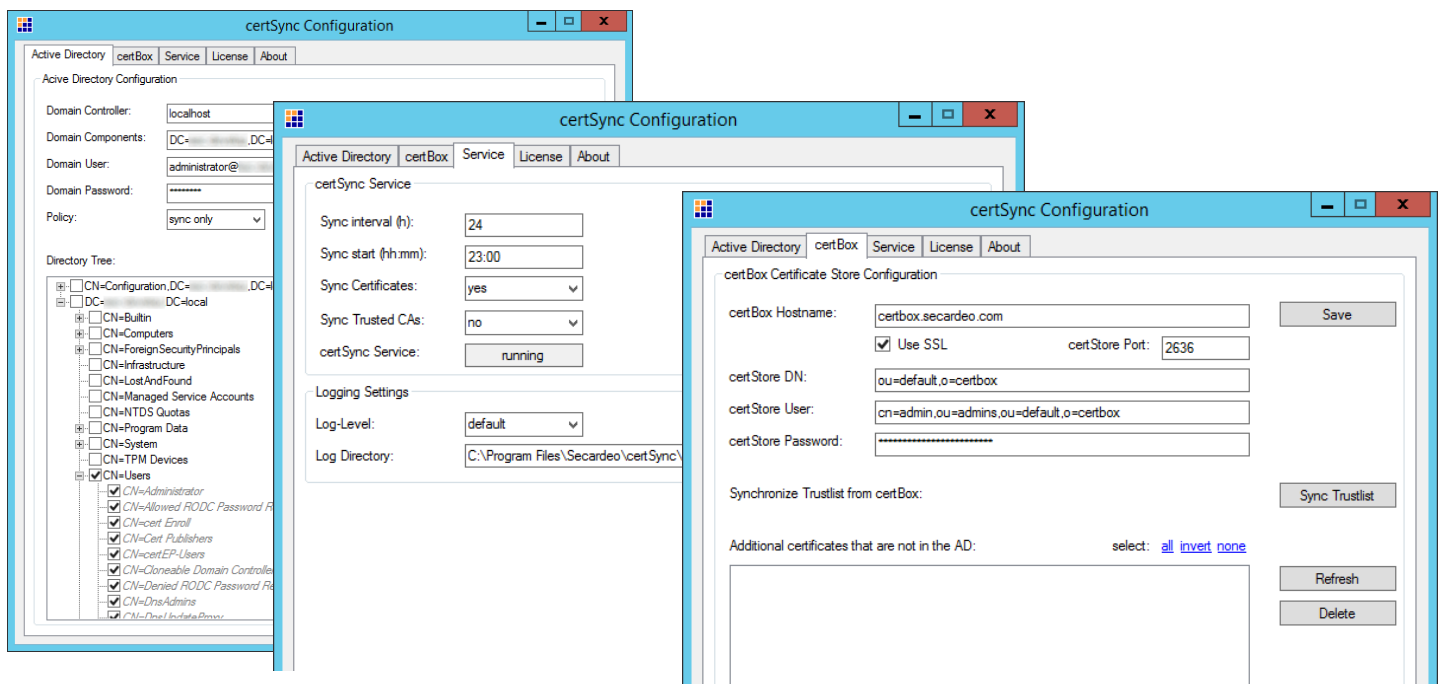 certSync Configuration
Active Directory certBox Service License About
Acive Directory Configuration
Domain Controller: localhost
Domain Components: DC= ,DC=l
Domain User: administrator@
Domain Password: ********
Policy: sync only
Directory Tree:
CN=Configuration,DC= ,DC=l
DC= DC=local
CN=Builtin
CN=Computers
CN=ForeignSecurityPrincipals
CN=Infrastructure
CN=LostAndFound
CN=Managed Service Accounts
CN=NTDS Quotas
CN=Program Data
CN=System
CN=TPM Devices
CN=Users
CN=Administrator
CN=Allowed RODC Password R
CN=cert Enroll
CN=Cert Publishers
CN=certEP-Users
CN=Cloneable Domain Controller
CN=Denied RODC Password Re
CN=DnsAdmins
CN=DnsUpdateProxy
certSync Configuration
Active Directory certBox Service License About
certSync Service
Sync interval (h): 24
Sync start (hh:mm): 23:00
Sync Certificates: yes
Sync Trusted CAs: no
certSync Service: running
Logging Settings
Log-Level: default
Log Directory: C:\Program Files\Secardeo\certSync\
certSync Configuration
Active Directory certBox Service License About
certBox Certificate Store Configuration
certBox Hostname: certbox.secardeo.com Save
Use SSL certStore Port: 2636
certStore DN: ou=default,o=certbox
certStore User: cn=admin,ou=admins,ou=default,o=certbox
certStore Password: ************************
Synchronize Trustlist from certBox: Sync Trustlist
Additional certificates that are not in the AD: select: all invert none
Refresh
Delete